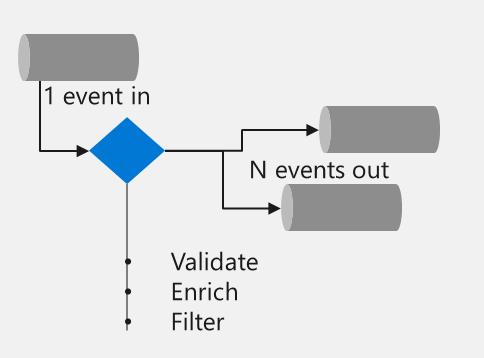 1 event in
N events out
Validate
Enrich
Filter